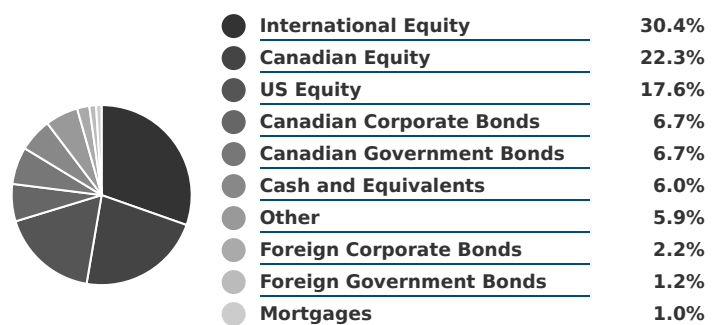 International Equity 30.4%
Canadian Equity 22.3%
US Equity 17.6%
Canadian Corporate Bonds 6.7%
Canadian Government Bonds 6.7%
Cash and Equivalents 6.0%
Other 5.9%
Foreign Corporate Bonds 2.2%
Foreign Government Bonds 1.2%
Mortgages 1.0%